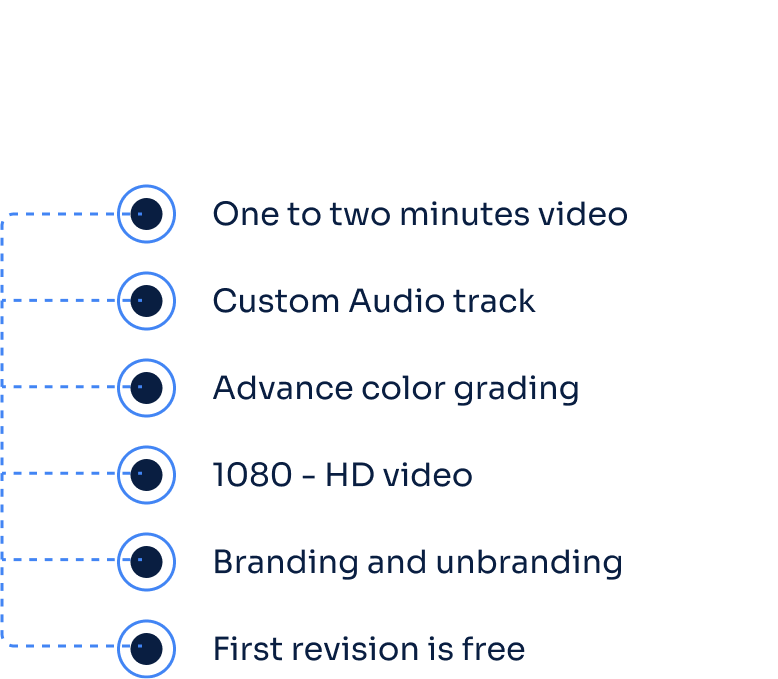 One to two minutes video
Custom Audio track
Advance color grading
1080 - HD video
Branding and unbranding
First revision is free